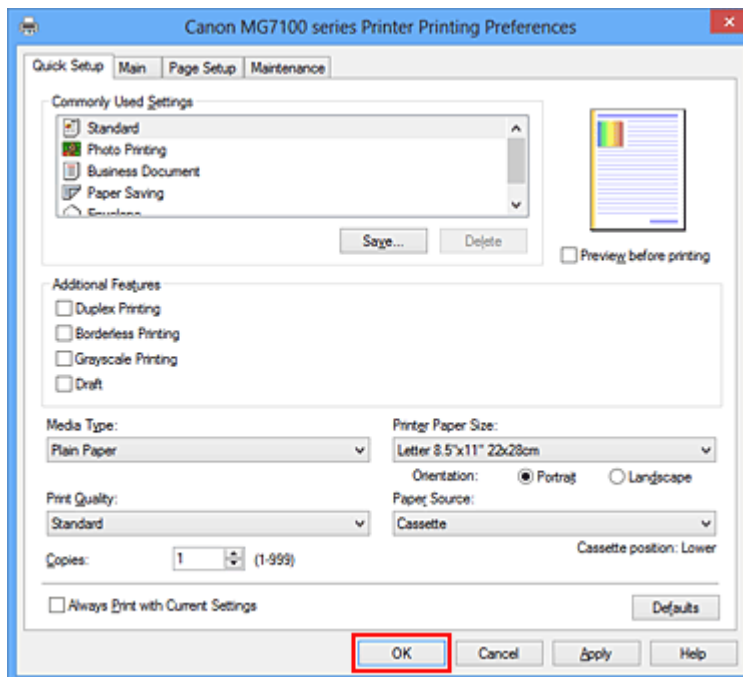 Canon MG7100 series Printer Printing Preferences
Quick Setup Main Page Setup Maintenance
Commonly Used Settings
Standard
Photo Printing
Business Document
Paper Saving
Envelope
Save... Delete
Preview before printing
Additional Features
Duplex Printing
Borderless Printing
Grayscale Printing
Draft
Media Type:
Plain Paper
Printer Paper Size:
Letter 8.5"x11" 22x28cm
Orientation: Portrait Landscape
Print Quality:
Standard
Paper Source:
Cassette
Cassette position: Lower
Copies: 1 (1-999)
Always Print with Current Settings
Defaults
OK Cancel Apply Help